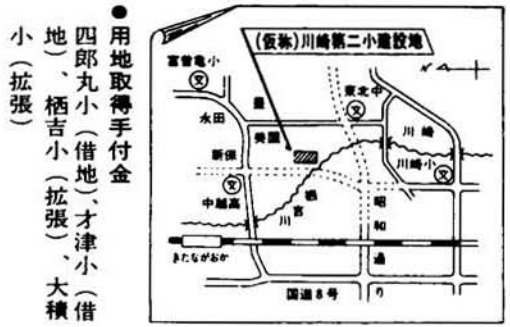 (仮称)川崎第二小建設地
富曽亀小
東北中
永田
美園
川崎
新保
川崎小
中越高
栖吉川
昭和通り
きたながおか
国道8号
●用地取得手付金
四郎丸小(借地)、才津小(借
地)、栖吉小(拡張)、大積
小(拡張)